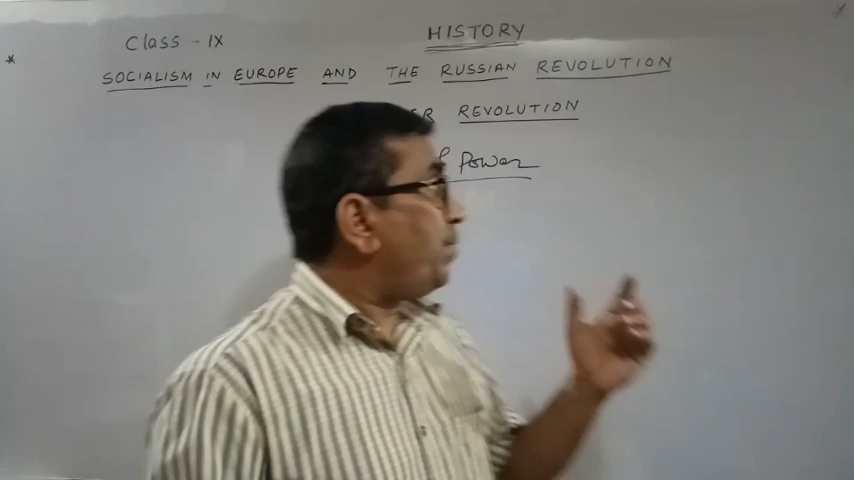 Class - IX
HISTORY
SOCIALISM IN EUROPE AND THE RUSSIAN REVOLUTION
REVOLUTION
Power